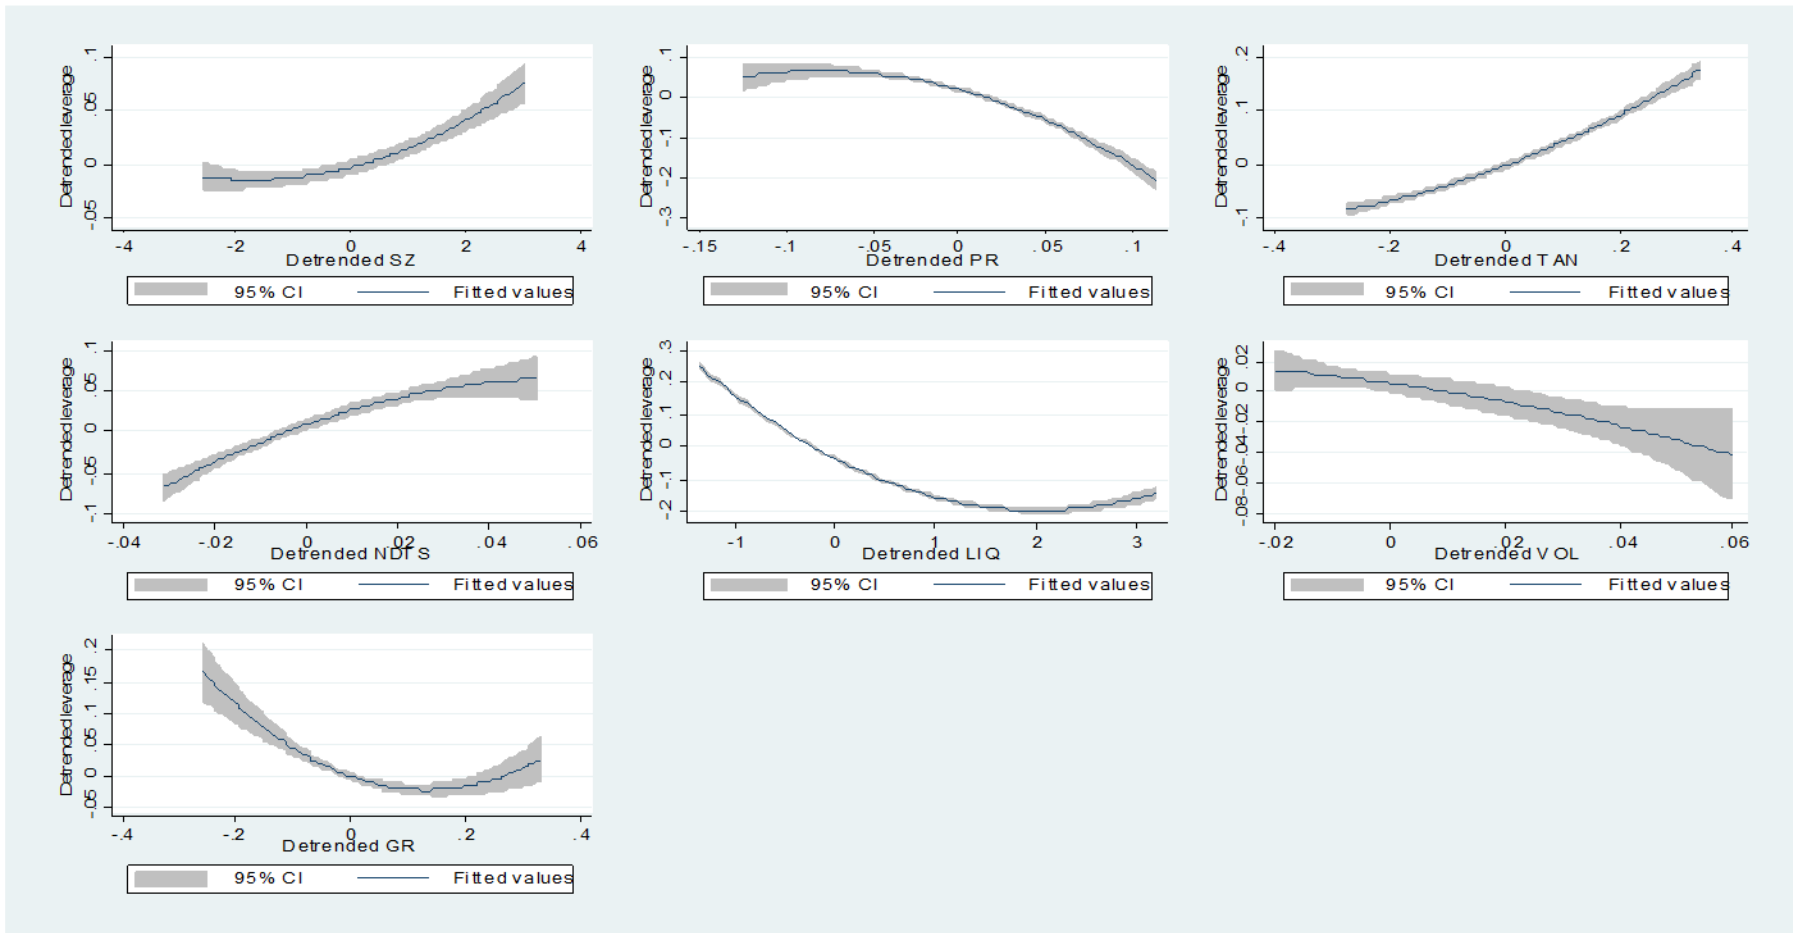 Detrended leverage
.1
.05
0
-.05
-4 -2 0 2 4
Detrended SZ
95% CI Fitted values
Detrended leverage
.1
0
-.1
-.2
-.3
-.15 -.1 -.05 0 .05 .1
Detrended PR
95% CI Fitted values
Detrended leverage
.2
.1
0
-.1
-.4 -.2 0 .2 .4
Detrended TAN
95% CI Fitted values
Detrended leverage
.1
.05
0
-.05
-.1
-.04 -.02 0 .02 .04 .06
Detrended NDTS
95% CI Fitted values
Detrended leverage
.3
.2
.1
0
-.1
-.2
-1 0 1 2 3
Detrended LIQ
95% CI Fitted values
Detrended leverage
.02
0
-.02
-.04
-.06
-.08
-.02 0 .02 .04 .06
Detrended VOL
95% CI Fitted values
Detrended leverage
.2
.15
.1
.05
0
-.05
-.4 -.2 0 .2 .4
Detrended GR
95% CI Fitted values